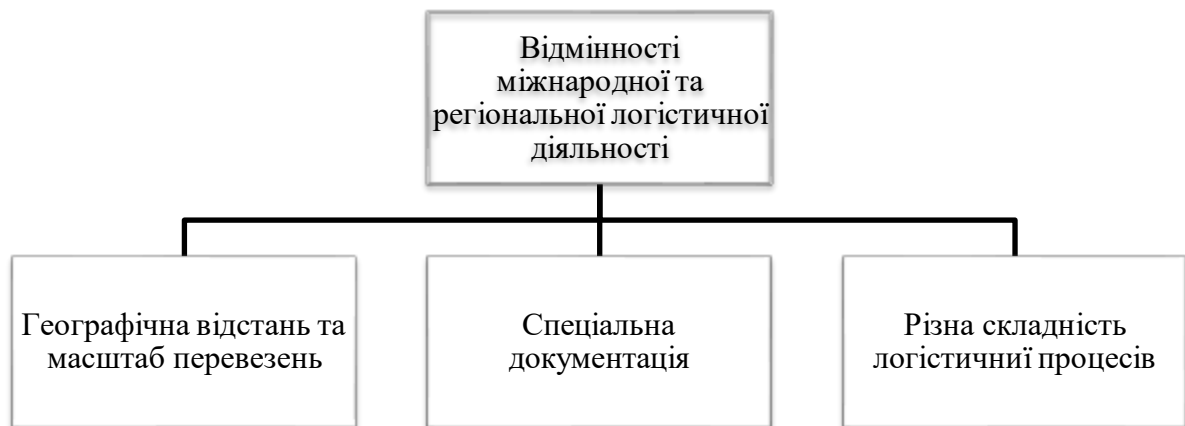 Відмінності
міжнародної та
регіональної логістичної
діяльності
Географічна відстань та
масштаб перевезень
Спеціальна
документація
Різна складність
логістичниї процесів